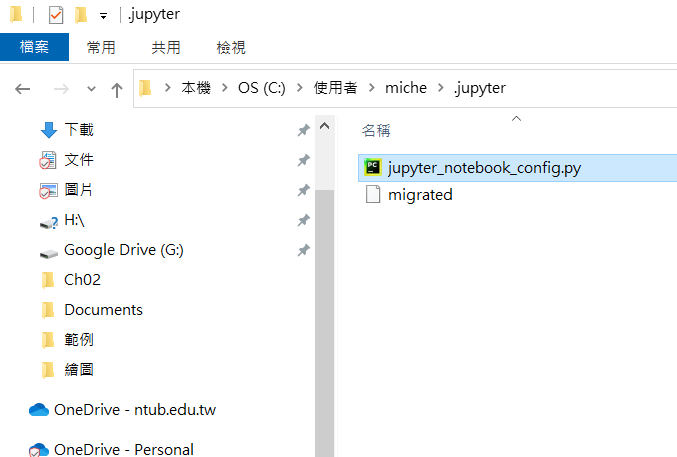 .jupyter
檔案 常用 共用 檢視
本機 OS (C:) 使用者 miche .jupyter
下載
文件
圖片
H:\
Google Drive (G:)
Ch02
Documents
範例
繪圖
OneDrive - ntub.edu.tw
OneDrive - Personal
名稱
PC jupyter_notebook_config.py
migrated